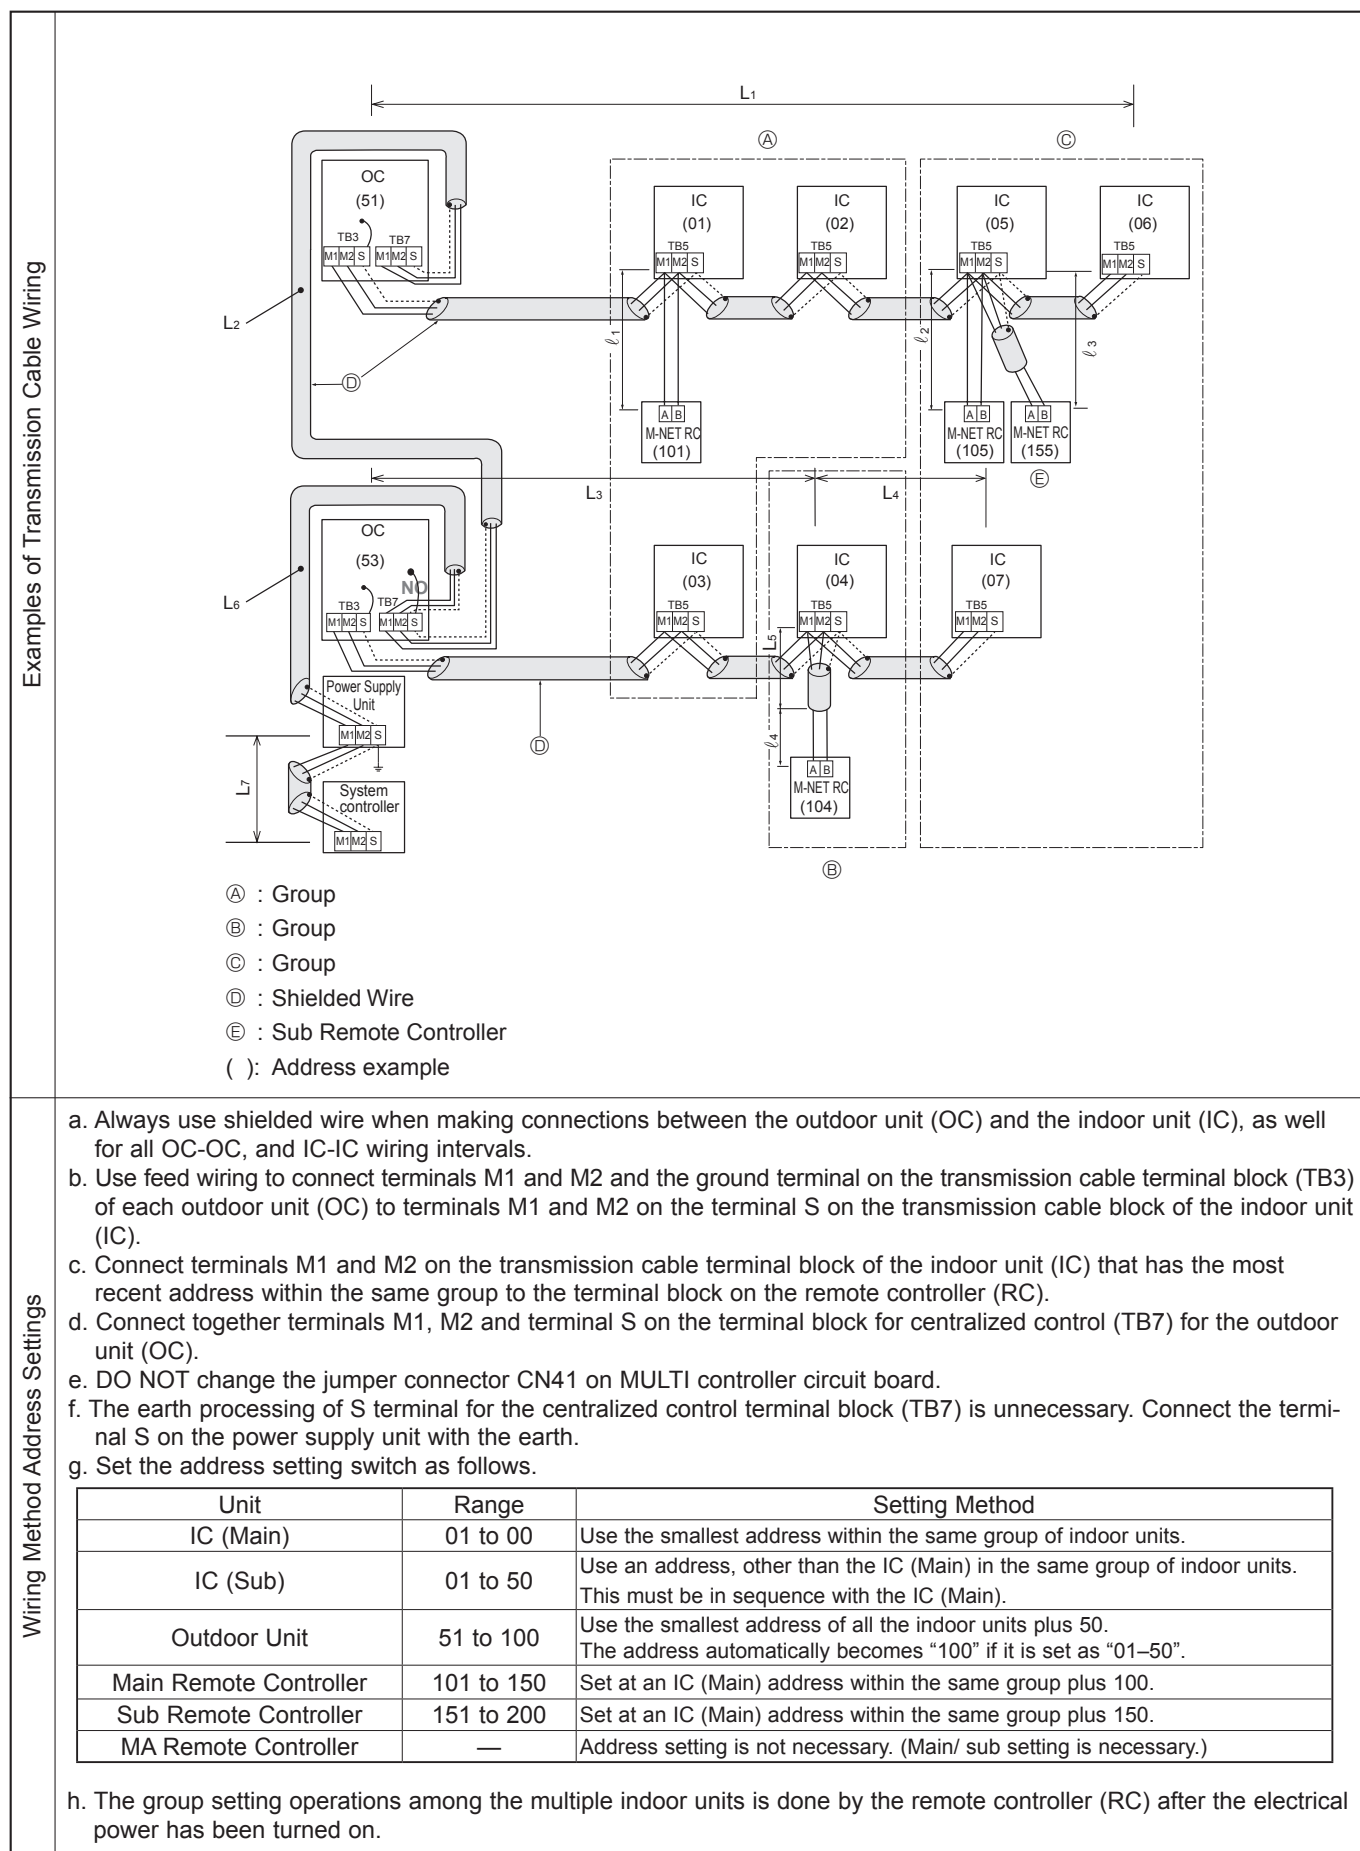 Examples of Transmission Cable Wiring
L1
Ⓐ
Ⓒ
OC
(51)
TB3
TB7
M1 M2 S
M1 M2 S
IC
(01)
TB5
M1 M2 S
IC
(02)
TB5
M1 M2 S
IC
(05)
TB5
M1 M2 S
IC
(06)
TB5
M1 M2 S
L2
Ⓓ
ℓ1
ℓ2
ℓ3
A B
M-NET RC
(101)
A B
M-NET RC
(105)
A B
M-NET RC
(155)
Ⓔ
L3
L4
OC
(53)
NO
TB3
TB7
M1 M2 S
M1 M2 S
IC
(03)
TB5
M1 M2 S
IC
(04)
TB5
M1 M2 S
IC
(07)
TB5
M1 M2 S
L6
L5
ℓ4
Ⓓ
Power Supply
Unit
M1 M2 S
L7
System
controller
M1 M2 S
A B
M-NET RC
(104)
Ⓑ
Ⓐ : Group
Ⓑ : Group
Ⓒ : Group
Ⓓ : Shielded Wire
Ⓔ : Sub Remote Controller
( ): Address example
Wiring Method Address Settings
a. Always use shielded wire when making connections between the outdoor unit (OC) and the indoor unit (IC), as well
for all OC-OC, and IC-IC wiring intervals.
b. Use feed wiring to connect terminals M1 and M2 and the ground terminal on the transmission cable terminal block (TB3)
of each outdoor unit (OC) to terminals M1 and M2 on the terminal S on the transmission cable block of the indoor unit
(IC).
c. Connect terminals M1 and M2 on the transmission cable terminal block of the indoor unit (IC) that has the most
recent address within the same group to the terminal block on the remote controller (RC).
d. Connect together terminals M1, M2 and terminal S on the terminal block for centralized control (TB7) for the outdoor
unit (OC).
e. DO NOT change the jumper connector CN41 on MULTI controller circuit board.
f. The earth processing of S terminal for the centralized control terminal block (TB7) is unnecessary. Connect the termi-
nal S on the power supply unit with the earth.
g. Set the address setting switch as follows.
Unit Range Setting Method
IC (Main) 01 to 00 Use the smallest address within the same group of indoor units.
IC (Sub) 01 to 50 Use an address, other than the IC (Main) in the same group of indoor units.
This must be in sequence with the IC (Main).
Outdoor Unit 51 to 100 Use the smallest address of all the indoor units plus 50.
The address automatically becomes “100” if it is set as “01–50”.
Main Remote Controller 101 to 150 Set at an IC (Main) address within the same group plus 100.
Sub Remote Controller 151 to 200 Set at an IC (Main) address within the same group plus 150.
MA Remote Controller — Address setting is not necessary. (Main/ sub setting is necessary.)
h. The group setting operations among the multiple indoor units is done by the remote controller (RC) after the electrical
power has been turned on.